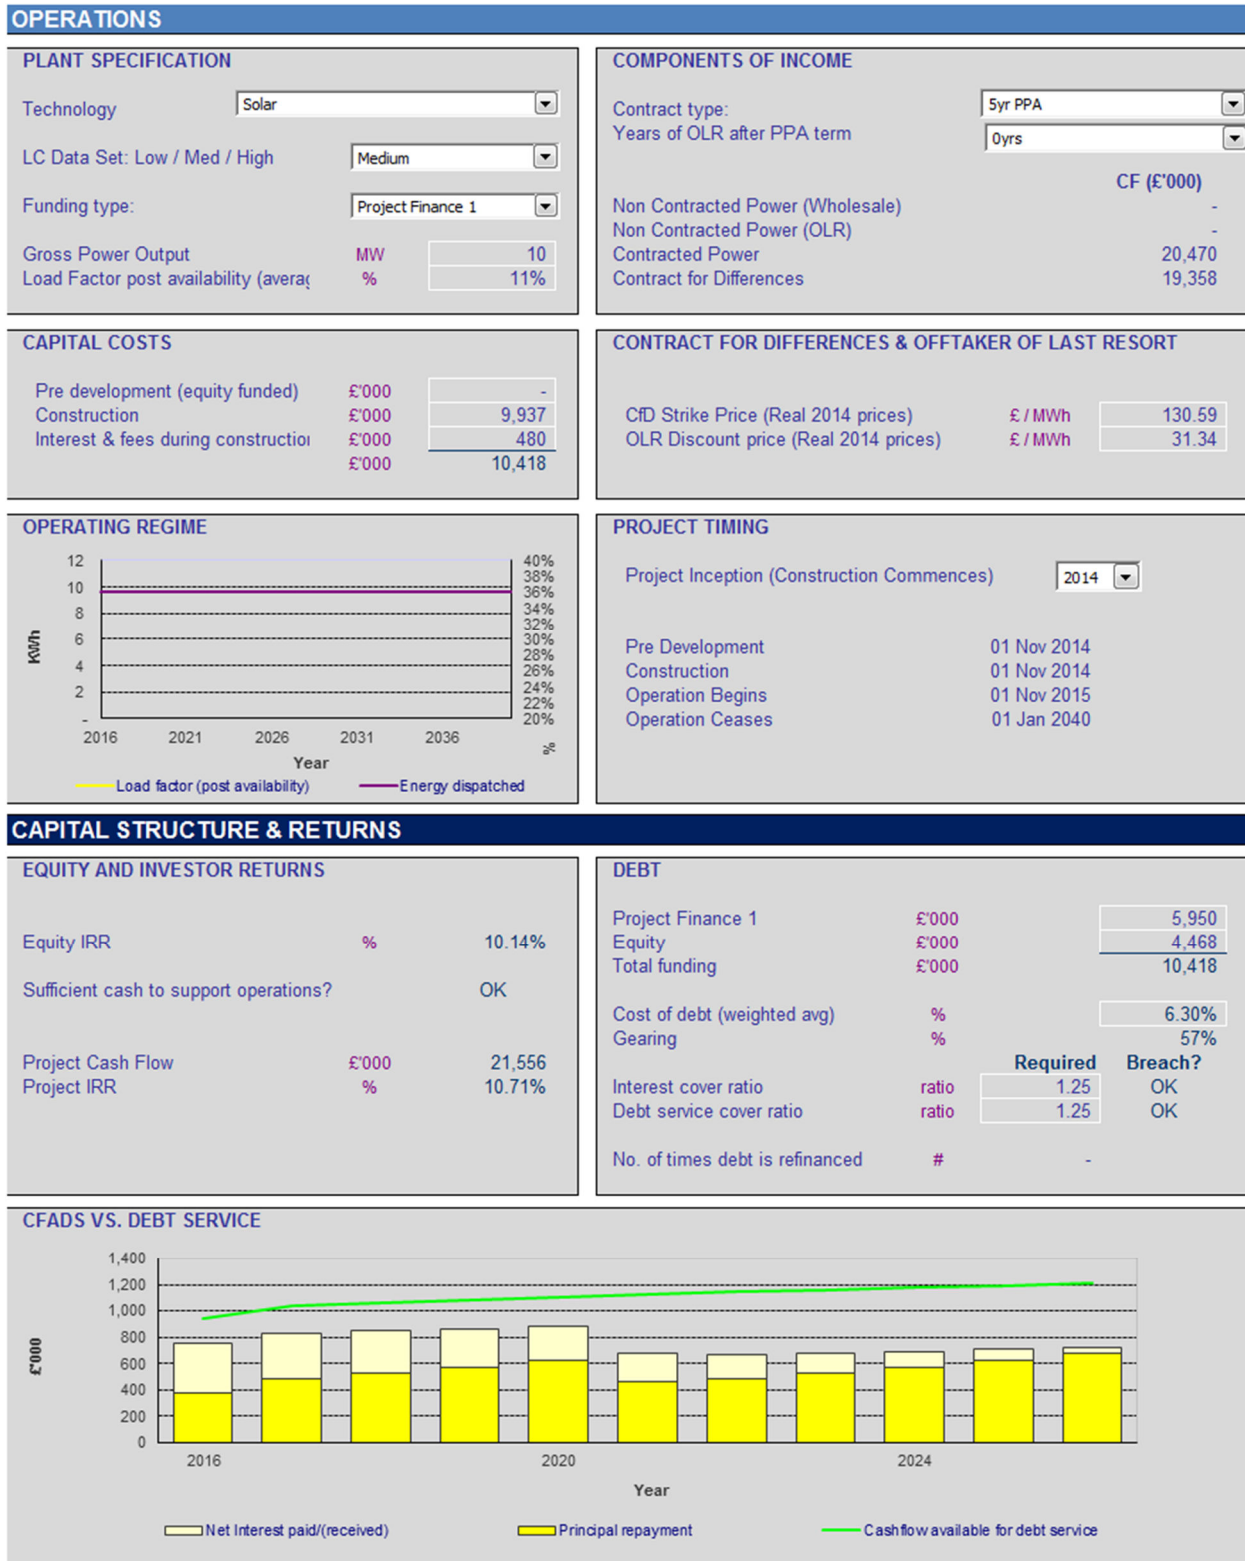 OPERATIONS
PLANT SPECIFICATION
Technology Solar
LC Data Set: Low / Med / High Medium
Funding type: Project Finance 1
Gross Power Output MW 10
Load Factor post availability (averag % 11%
COMPONENTS OF INCOME
Contract type: 5yr PPA
Years of OLR after PPA term 0yrs
CF (£'000)
Non Contracted Power (Wholesale) -
Non Contracted Power (OLR) -
Contracted Power 20,470
Contract for Differences 19,358
CAPITAL COSTS
Pre development (equity funded) £'000 -
Construction £'000 9,937
Interest & fees during construction £'000 480
£'000 10,418
CONTRACT FOR DIFFERENCES & OFFTAKER OF LAST RESORT
CfD Strike Price (Real 2014 prices) £ / MWh 130.59
OLR Discount price (Real 2014 prices) £ / MWh 31.34
OPERATING REGIME
12 40%
38%
10 36%
8 34%
32%
6 30%
28%
4 26%
2 24%
22%
- 20%
KWh
%
2016 2021 2026 2031 2036
Year
Load factor (post availability) Energy dispatched
PROJECT TIMING
Project Inception (Construction Commences) 2014
Pre Development 01 Nov 2014
Construction 01 Nov 2014
Operation Begins 01 Nov 2015
Operation Ceases 01 Jan 2040
CAPITAL STRUCTURE & RETURNS
EQUITY AND INVESTOR RETURNS
Equity IRR % 10.14%
Sufficient cash to support operations? OK
Project Cash Flow £'000 21,556
Project IRR % 10.71%
DEBT
Project Finance 1 £'000 5,950
Equity £'000 4,468
Total funding £'000 10,418
Cost of debt (weighted avg) % 6.30%
Gearing % 57%
Required Breach?
Interest cover ratio ratio 1.25 OK
Debt service cover ratio ratio 1.25 OK
No. of times debt is refinanced # -
CFADS VS. DEBT SERVICE
1,400
1,200
1,000
800
600
400
200
0
£'000
2016 2020 2024
Year
Net Interest paid/(received) Principal repayment Cashflow available for debt service